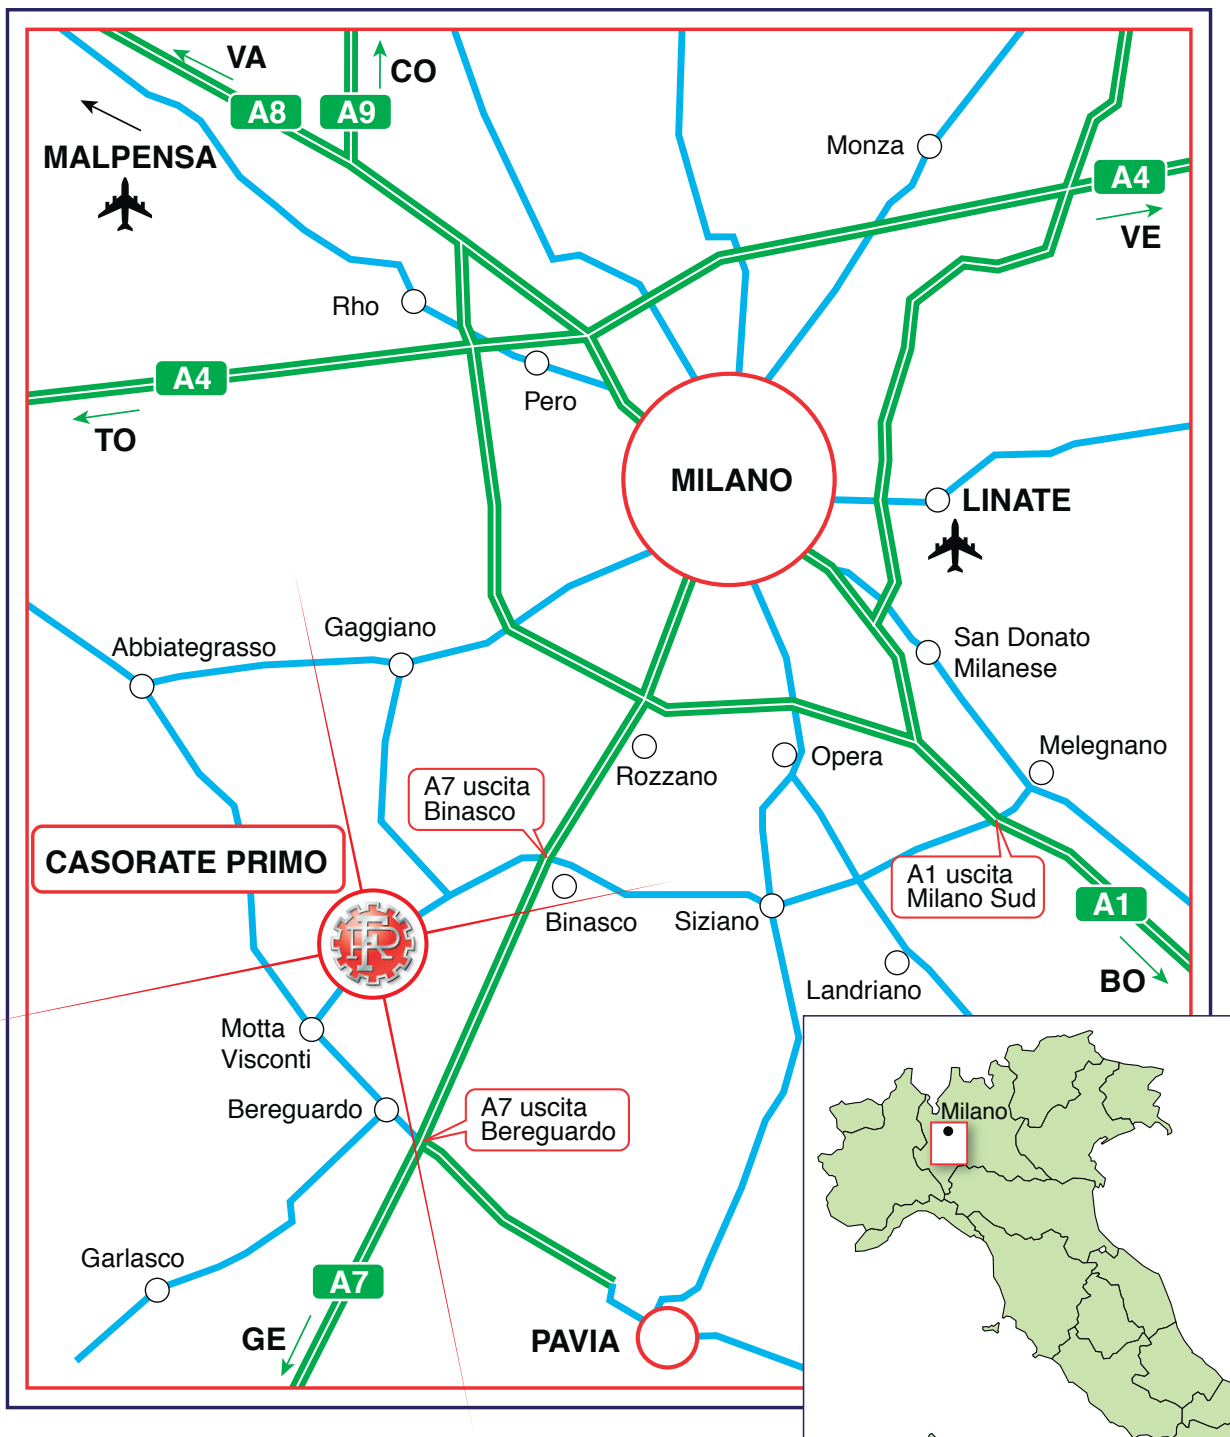 VA
CO
A8
A9
MALPENSA
Monza
A4
VE
Rho
A4
Pero
TO
MILANO
LINATE
Gaggiano
Abbiategrasso
San Donato
Milanese
Melegnano
Opera
Rozzano
A7 uscita
Binasco
CASORATE PRIMO
A1 uscita
Milano Sud
A1
Binasco
Siziano
FR
BO
Landriano
Motta
Visconti
Bereguardo
A7 uscita
Bereguardo
Milano
Garlasco
A7
GE
PAVIA